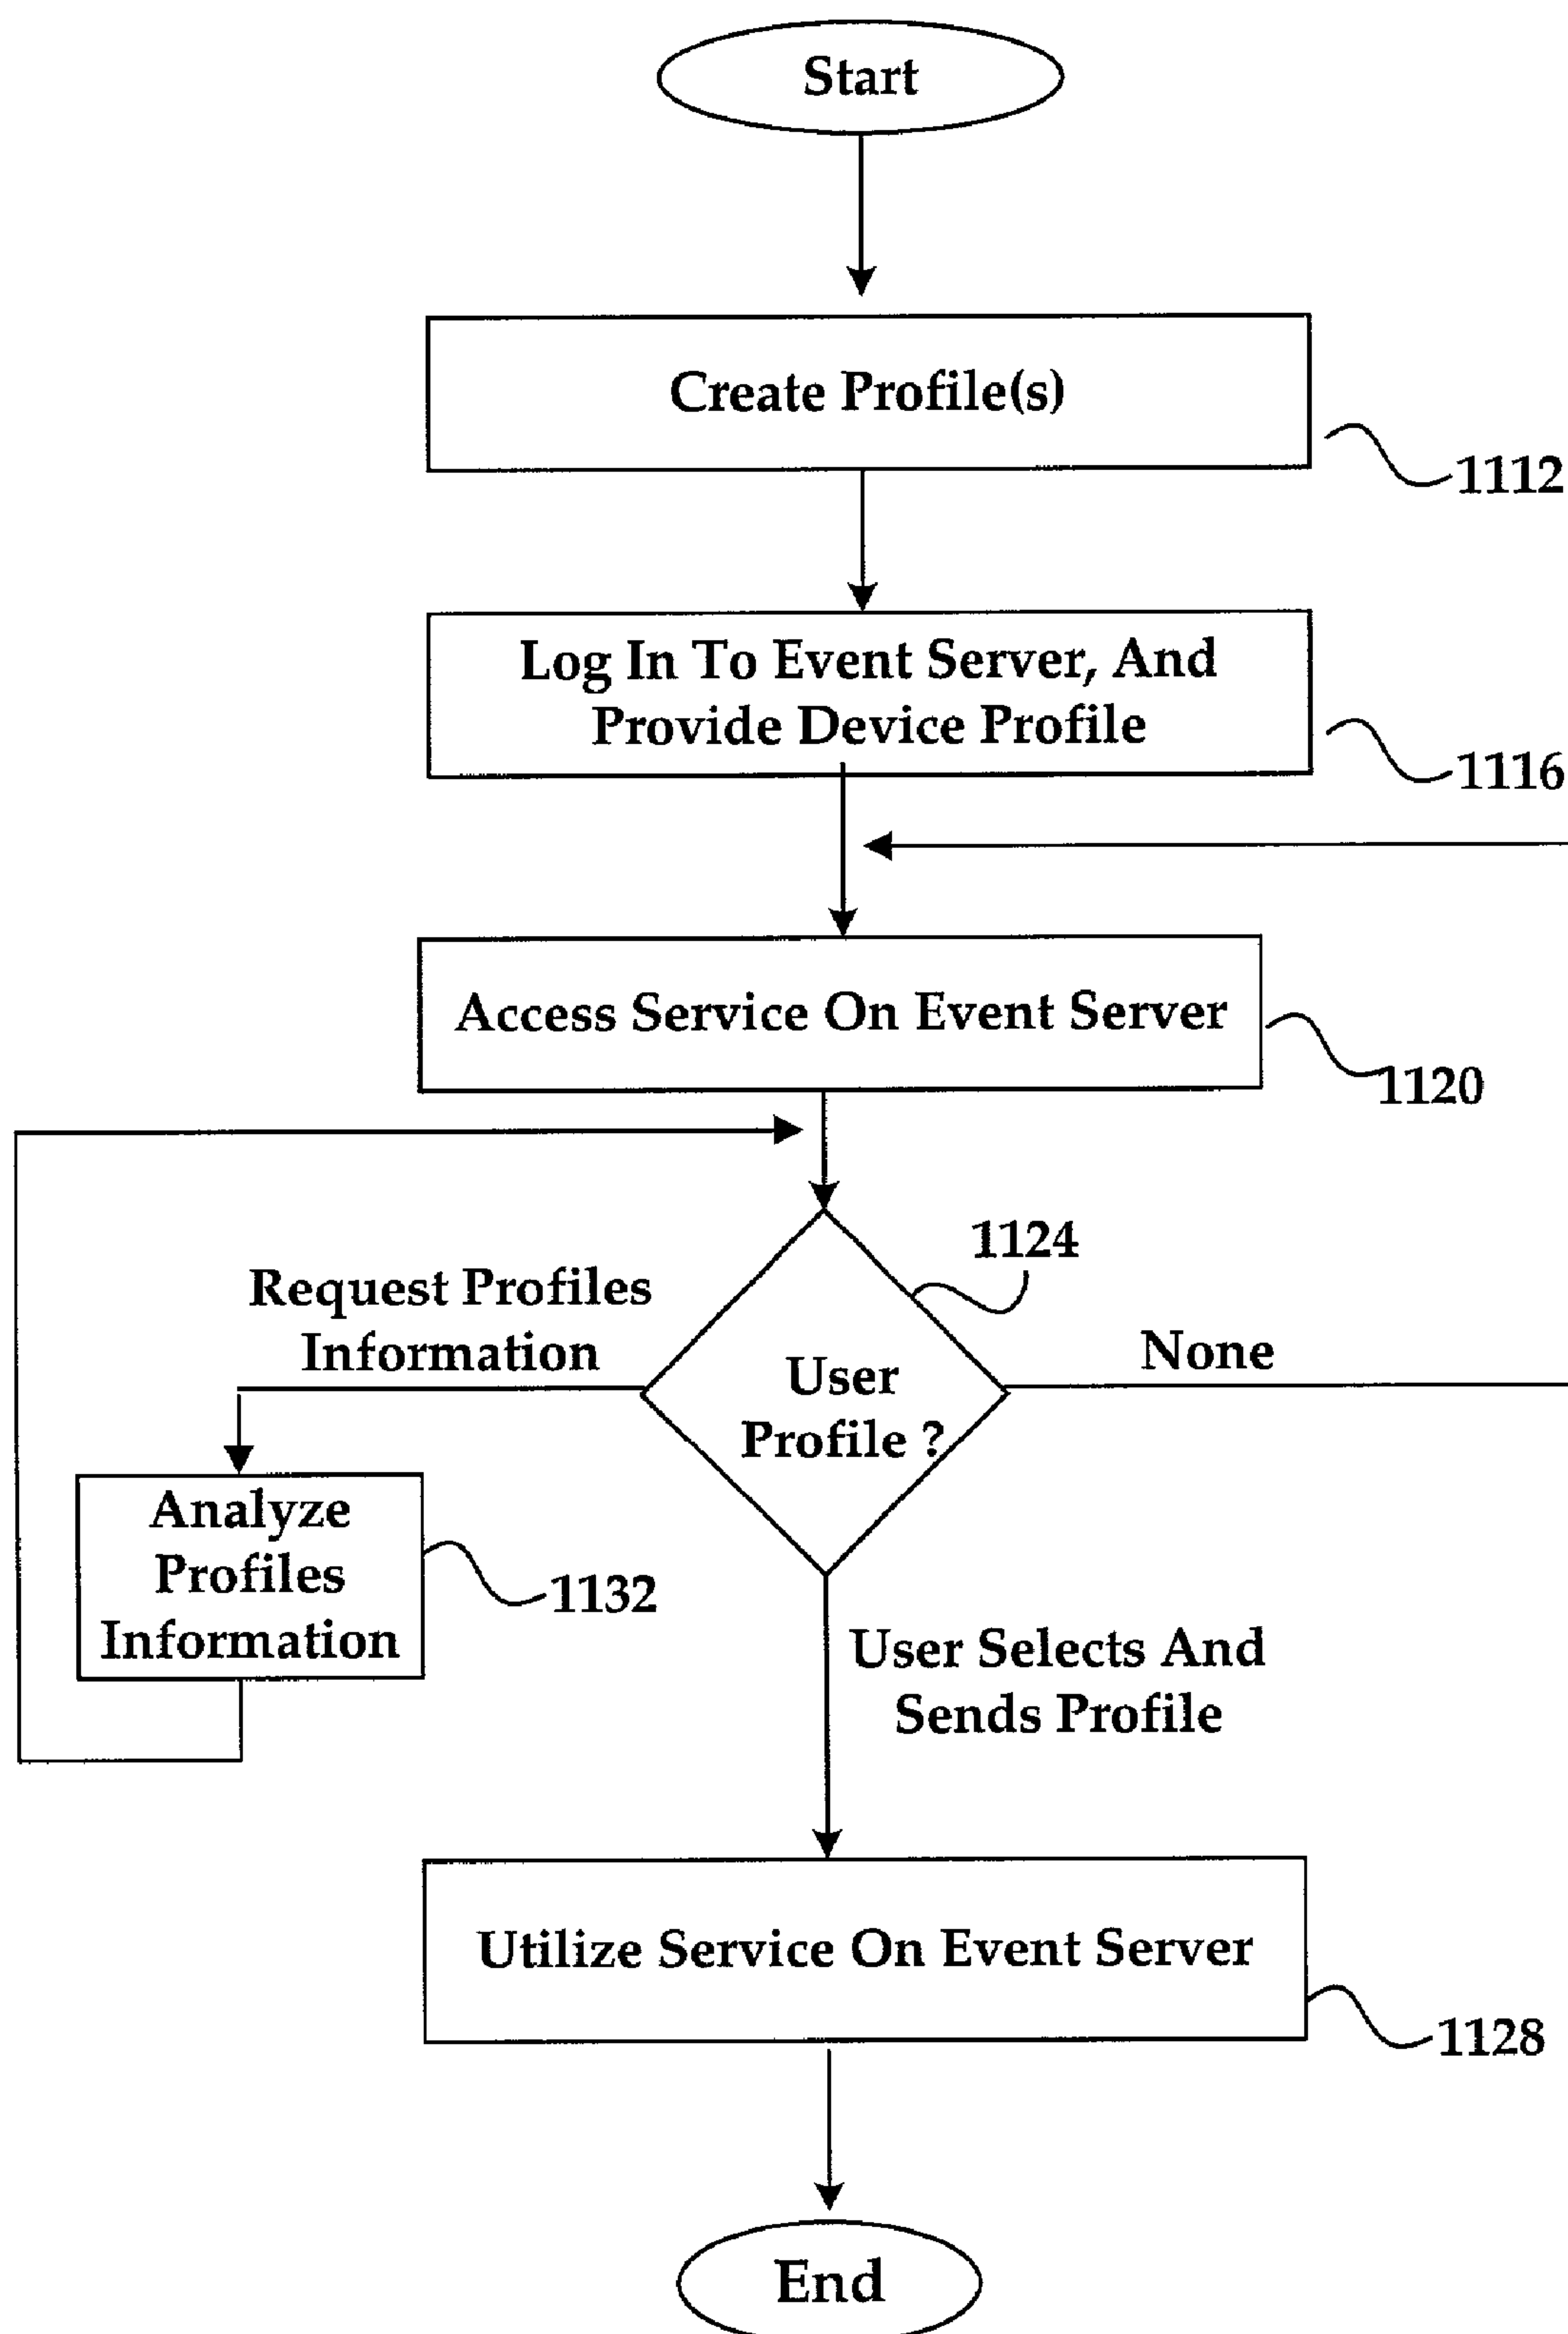 Start
Create Profile(s)
1112
Log In To Event Server, And
Provide Device Profile
1116
Access Service On Event Server
1120
1124
Request Profiles
Information
User
Profile ?
None
Analyze
Profiles
Information
1132
User Selects And
Sends Profile
Utilize Service On Event Server
1128
End